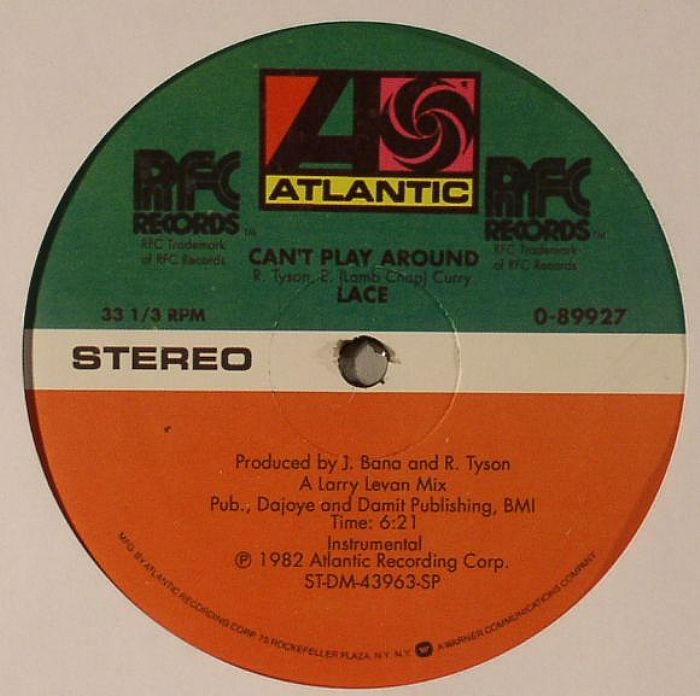 ATLANTIC
RFC
RECORDS™
RFC Trademark
of RFC Records
RFC
RECORDS™
RFC Trademark
of RFC Records
CAN'T PLAY AROUND
R. Tyson, E. (Lamb Chop) Curry
LACE
33 1/3 RPM
0-89927
STEREO
Produced by J. Bana and R. Tyson
A Larry Levan Mix
Pub., Dajoye and Damit Publishing, BMI
Time: 6:21
Instrumental
℗ 1982 Atlantic Recording Corp.
ST-DM-43963-SP
MFG. BY ATLANTIC RECORDING CORP. 75 ROCKEFELLER PLAZA, N.Y. N.Y. A WARNER COMMUNICATIONS COMPANY